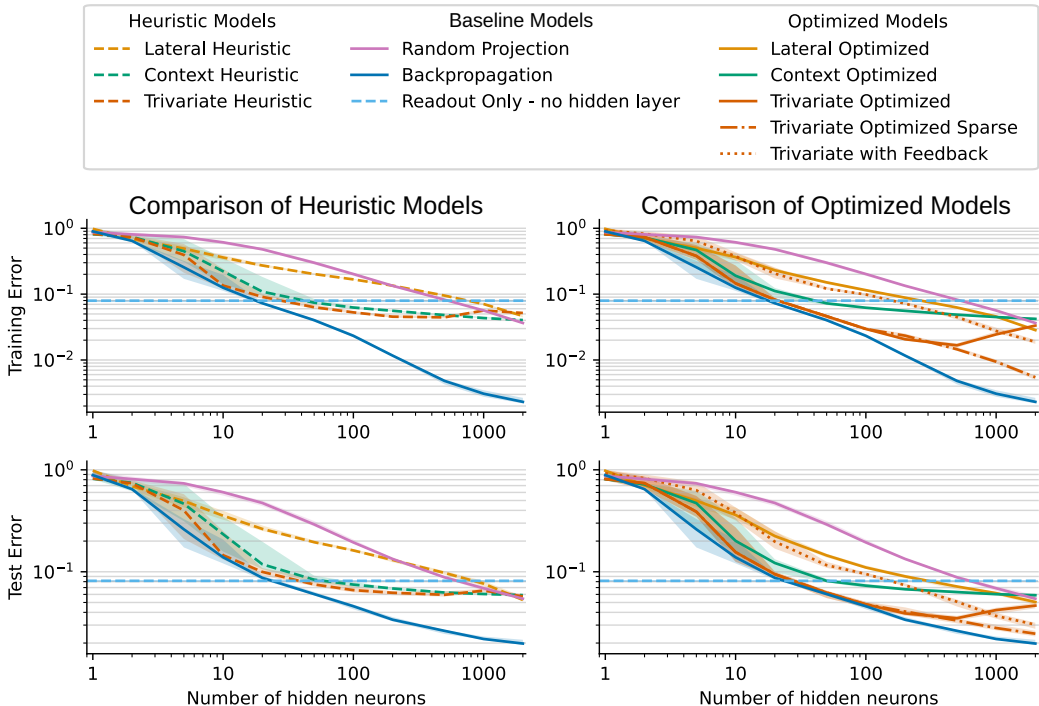 Heuristic Models
Lateral Heuristic
Context Heuristic
Trivariate Heuristic
Baseline Models
Random Projection
Backpropagation
Readout Only - no hidden layer
Optimized Models
Lateral Optimized
Context Optimized
Trivariate Optimized
Trivariate Optimized Sparse
Trivariate with Feedback
Comparison of Heuristic Models
Training Error
10⁰
10⁻¹
10⁻²
1 10 100 1000
Comparison of Optimized Models
10⁰
10⁻¹
10⁻²
1 10 100 1000
Test Error
10⁰
10⁻¹
1 10 100 1000
Number of hidden neurons
10⁰
10⁻¹
1 10 100 1000
Number of hidden neurons